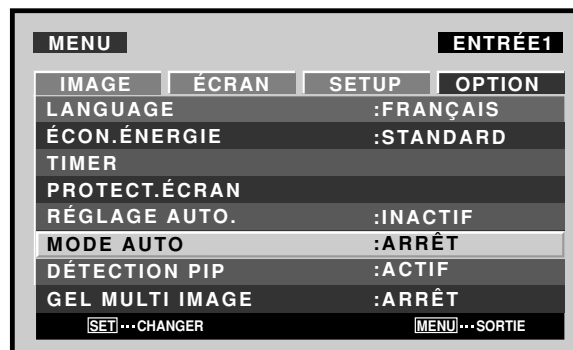 MENU ENTRÉE1
IMAGE ÉCRAN SETUP OPTION
LANGUAGE :FRANÇAIS
ÉCON.ÉNERGIE :STANDARD
TIMER
PROTECT.ÉCRAN
RÉGLAGE AUTO. :INACTIF
MODE AUTO :ARRÊT
DÉTECTION PIP :ACTIF
GEL MULTI IMAGE :ARRÊT
SET···CHANGER MENU···SORTIE